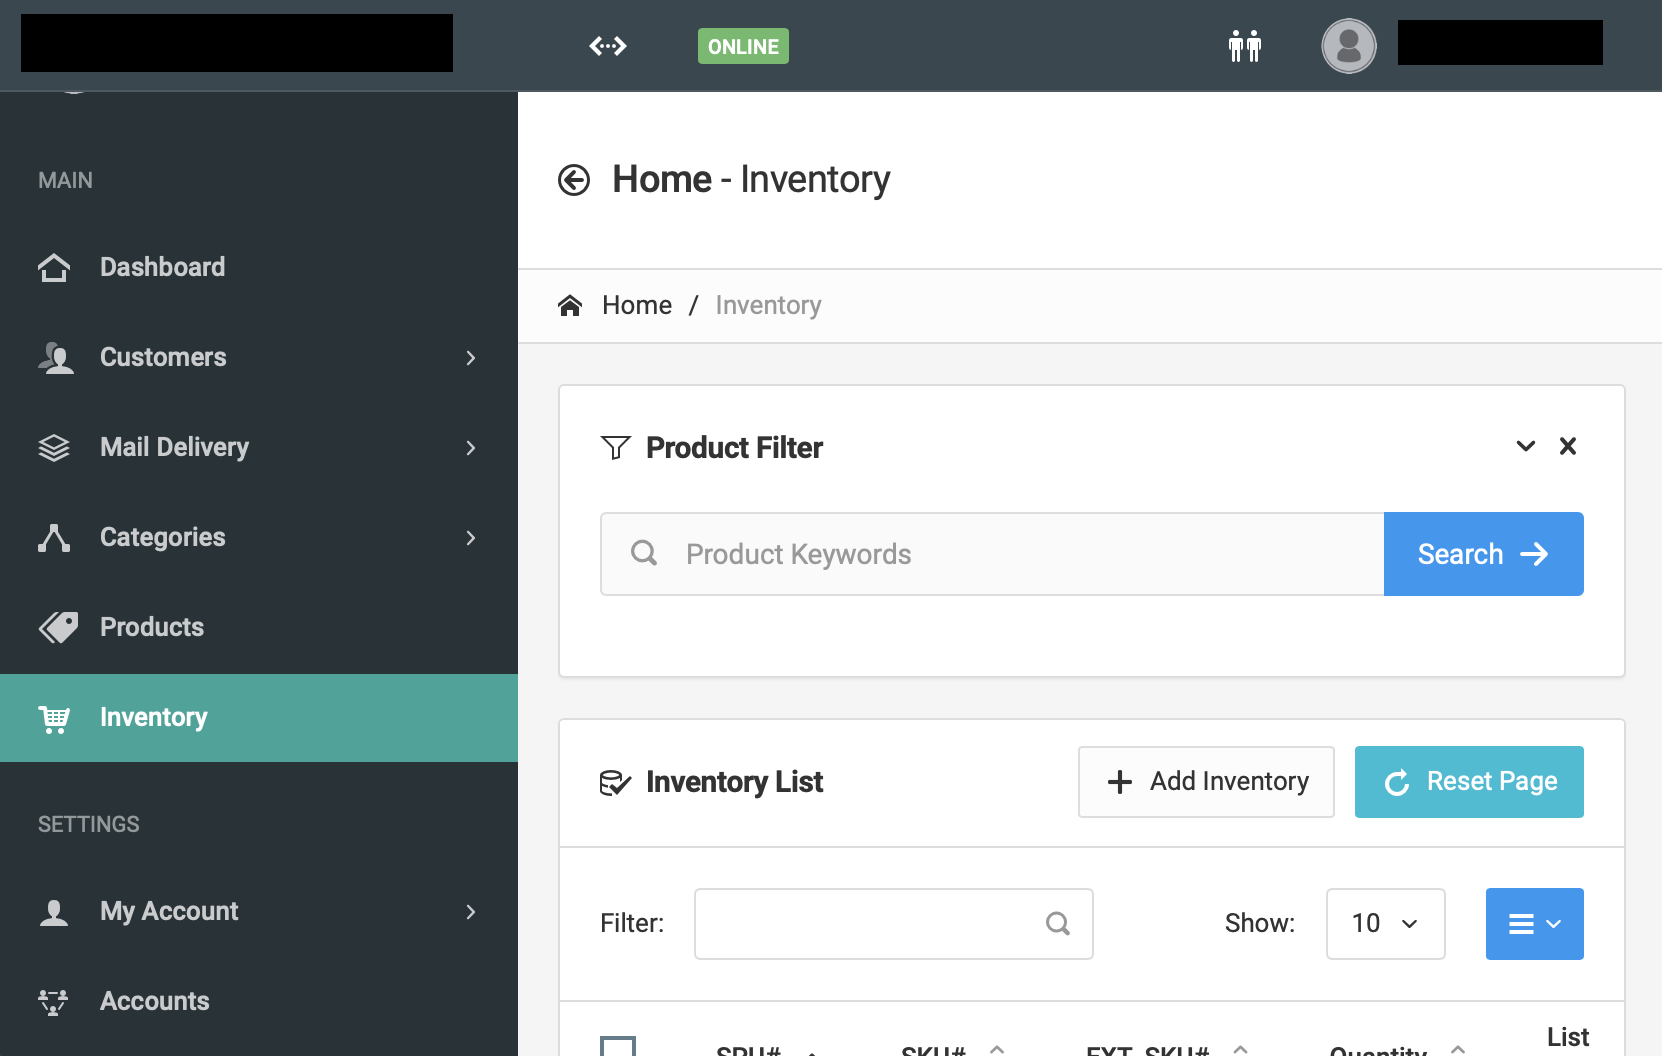 ONLINE
MAIN
Dashboard
Customers
Mail Delivery
Categories
Products
Inventory
SETTINGS
My Account
Accounts
Home - Inventory
Home / Inventory
Product Filter
Product Keywords
Search
Inventory List
Add Inventory
Reset Page
Filter:
Show: 10
SPU# SKU# EXT. SKU# Quantity List